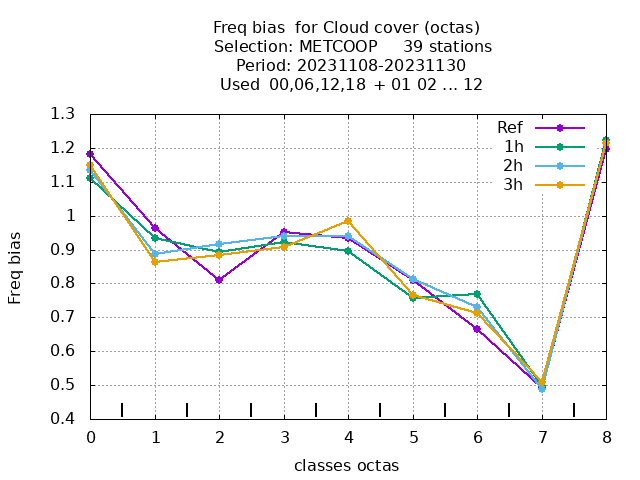 Freq bias  for Cloud cover (octas)
Selection: METCOOP     39 stations
Period: 20231108-20231130
Used  00,06,12,18  + 01 02 ... 12
Freq bias
1.3
1.2
1.1
1
0.9
0.8
0.7
0.6
0.5
0.4
Ref
1h
2h
3h
0 1 2 3 4 5 6 7 8
classes octas